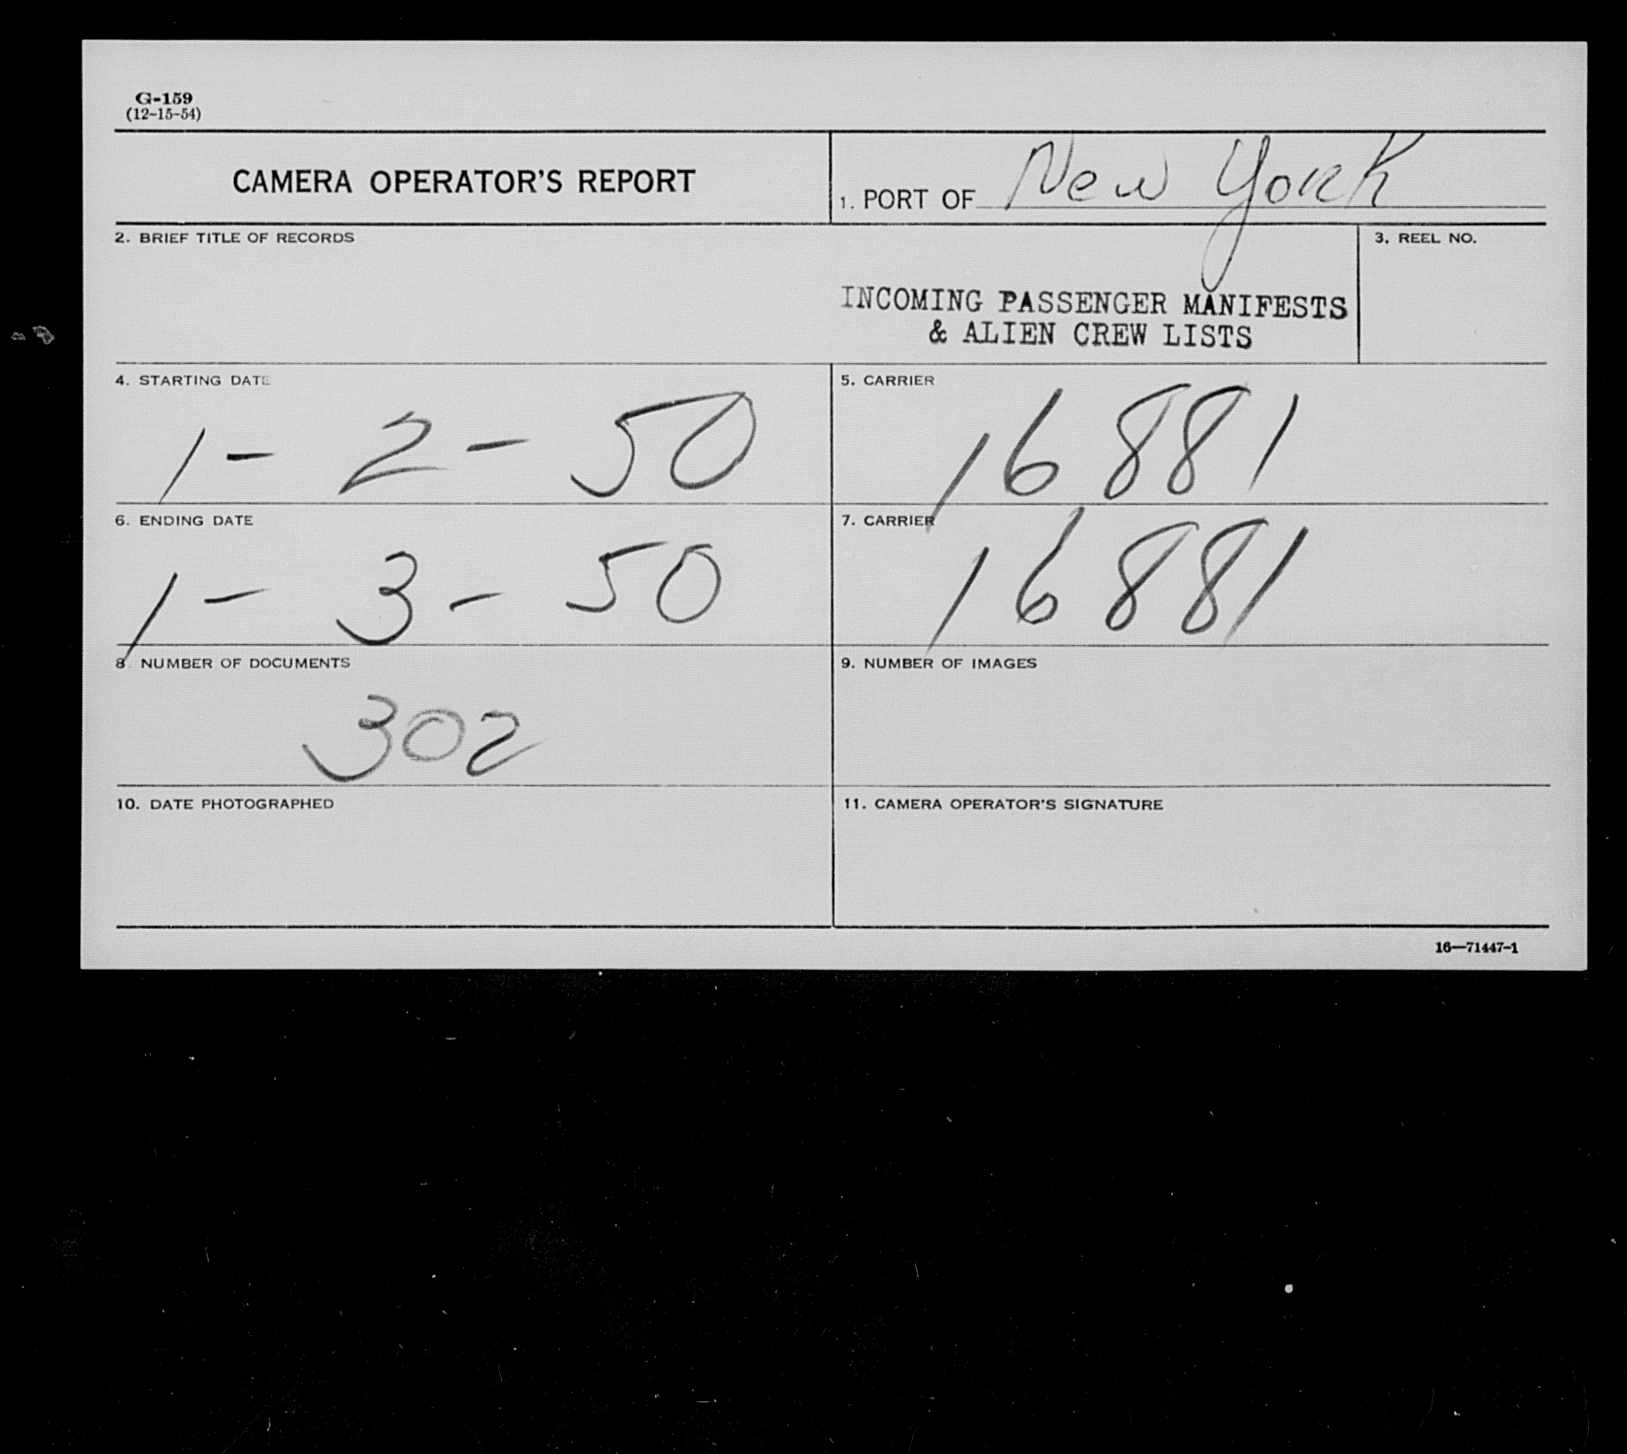 G-159
(12-15-54)
CAMERA OPERATOR'S REPORT
1. PORT OF New York
2. BRIEF TITLE OF RECORDS
INCOMING PASSENGER MANIFESTS
& ALIEN CREW LISTS
3. REEL NO.
4. STARTING DATE
1 - 2 - 50
5. CARRIER
16881
6. ENDING DATE
1 - 3 - 50
7. CARRIER
16881
8. NUMBER OF DOCUMENTS
302
9. NUMBER OF IMAGES
10. DATE PHOTOGRAPHED
11. CAMERA OPERATOR'S SIGNATURE
16—71447-1